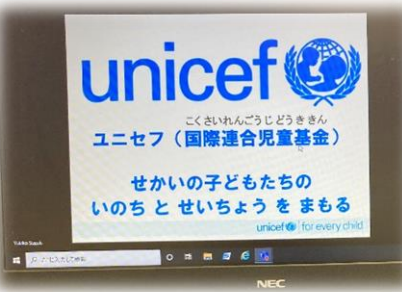 unicef
こくさいれんごうじどうききん
ユニセフ（国際連合児童基金）
せかいの子どもたちの
いのち と せいちょう を まもる
unicef for every child
NEC